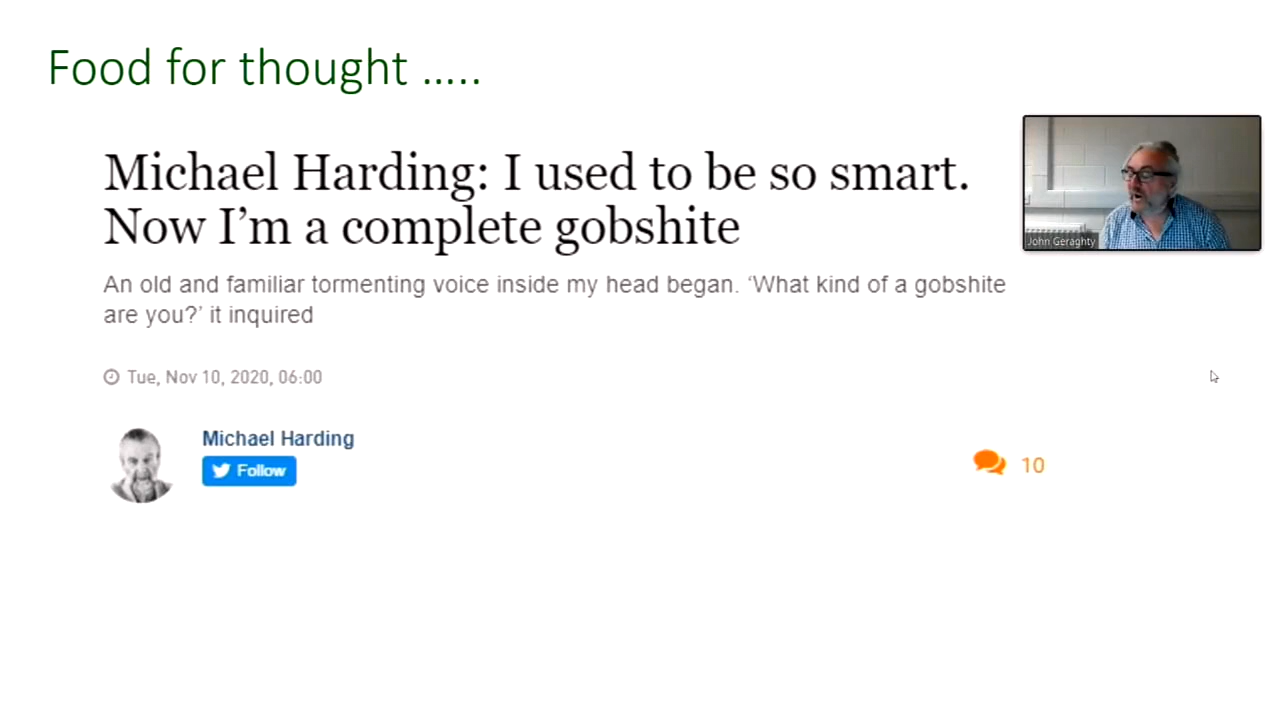 Food for thought .....
Michael Harding: I used to be so smart.
Now I’m a complete gobshite
An old and familiar tormenting voice inside my head began. ‘What kind of a gobshite
are you?’ it inquired
Tue, Nov 10, 2020, 06:00
Michael Harding
Follow
10
John Geraghty